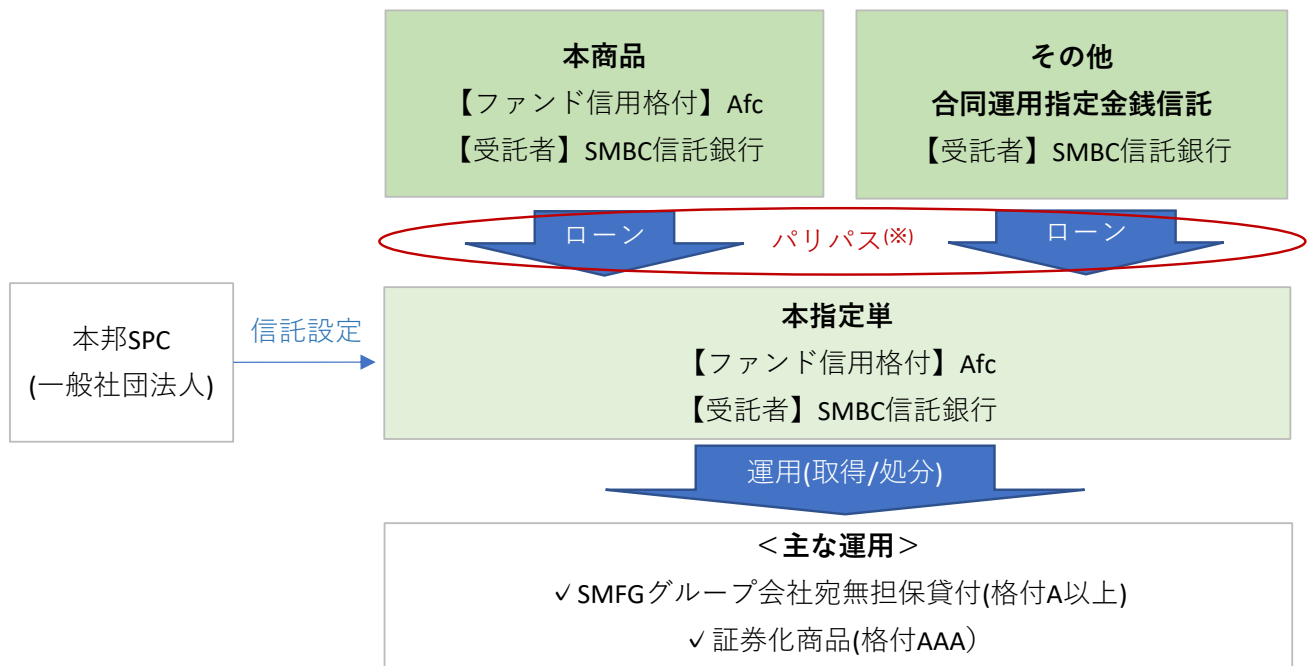 本商品
【ファンド信用格付】Afc
【受託者】SMBC信託銀行
その他
合同運用指定金銭信託
【受託者】SMBC信託銀行
ローン
パリパス(※)
ローン
本邦SPC
(一般社団法人)
信託設定
本指定単
【ファンド信用格付】Afc
【受託者】SMBC信託銀行
運用(取得/処分)
＜主な運用＞
✓SMFGグループ会社宛無担保貸付(格付A以上)
✓証券化商品(格付AAA）